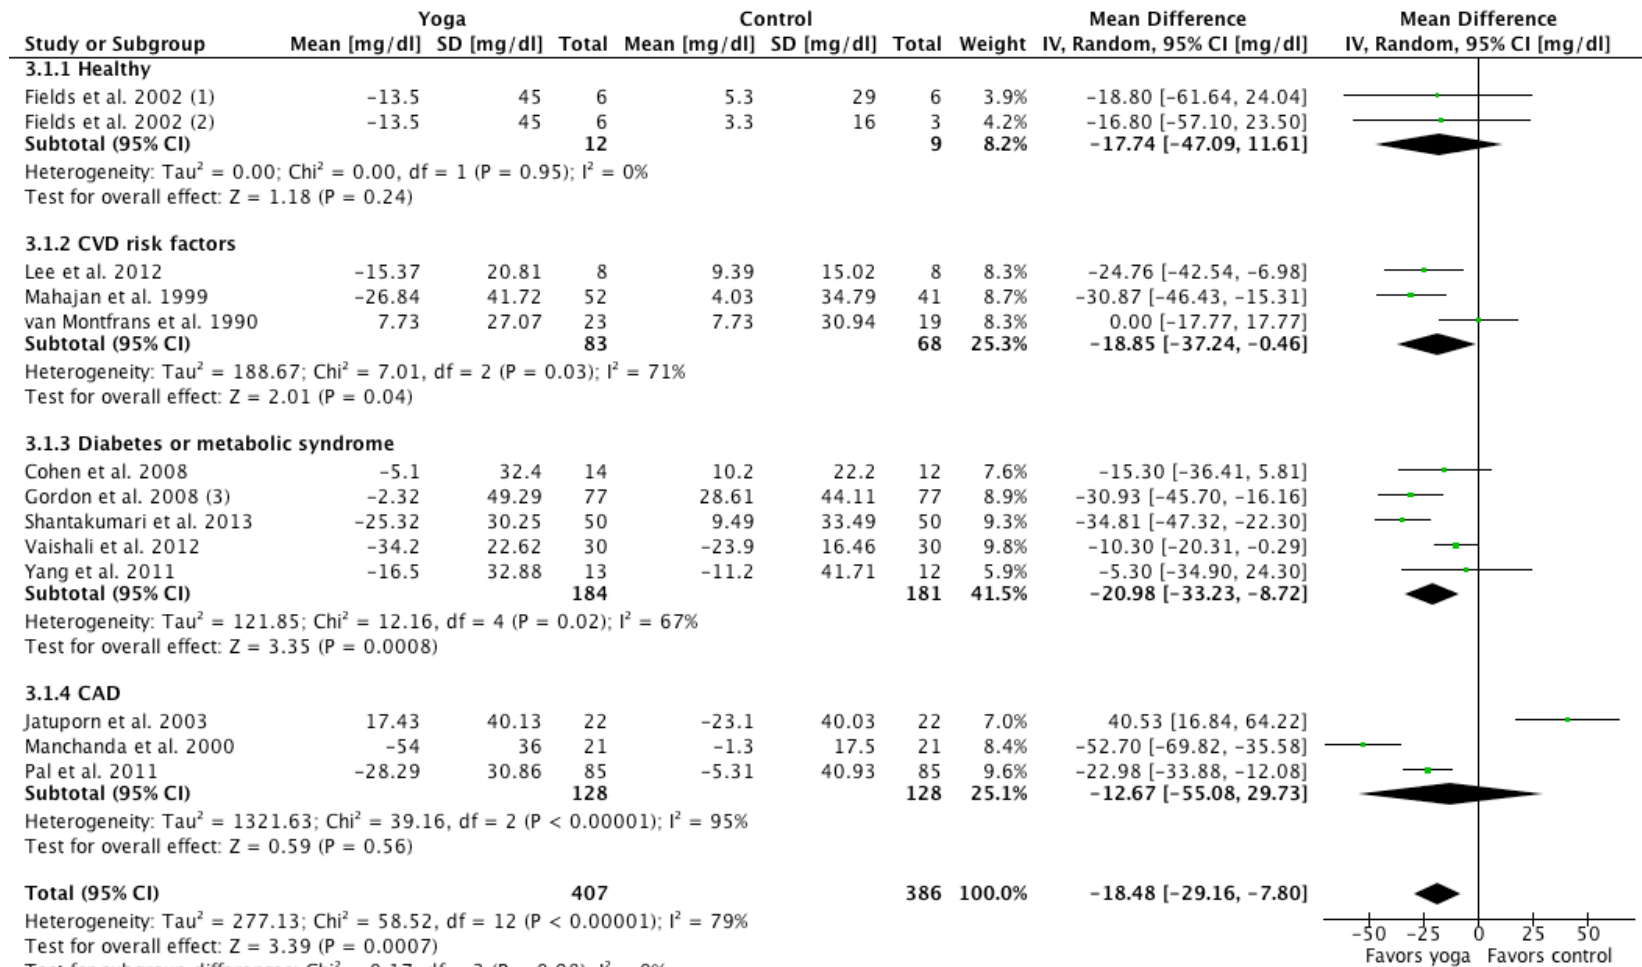 Yoga Control Mean Difference Mean Difference
Study or Subgroup Mean [mg/dl] SD [mg/dl] Total Mean [mg/dl] SD [mg/dl] Total Weight IV, Random, 95% CI [mg/dl] IV, Random, 95% CI [mg/dl]
3.1.1 Healthy
Fields et al. 2002 (1) −13.5 45 6 5.3 29 6 3.9% −18.80 [−61.64, 24.04]
Fields et al. 2002 (2) −13.5 45 6 3.3 16 3 4.2% −16.80 [−57.10, 23.50]
Subtotal (95% CI) 12 9 8.2% −17.74 [−47.09, 11.61]
Heterogeneity: Tau² = 0.00; Chi² = 0.00, df = 1 (P = 0.95); I² = 0%
Test for overall effect: Z = 1.18 (P = 0.24)
3.1.2 CVD risk factors
Lee et al. 2012 −15.37 20.81 8 9.39 15.02 8 8.3% −24.76 [−42.54, −6.98]
Mahajan et al. 1999 −26.84 41.72 52 4.03 34.79 41 8.7% −30.87 [−46.43, −15.31]
van Montfrans et al. 1990 7.73 27.07 23 7.73 30.94 19 8.3% 0.00 [−17.77, 17.77]
Subtotal (95% CI) 83 68 25.3% −18.85 [−37.24, −0.46]
Heterogeneity: Tau² = 188.67; Chi² = 7.01, df = 2 (P = 0.03); I² = 71%
Test for overall effect: Z = 2.01 (P = 0.04)
3.1.3 Diabetes or metabolic syndrome
Cohen et al. 2008 −5.1 32.4 14 10.2 22.2 12 7.6% −15.30 [−36.41, 5.81]
Gordon et al. 2008 (3) −2.32 49.29 77 28.61 44.11 77 8.9% −30.93 [−45.70, −16.16]
Shantakumari et al. 2013 −25.32 30.25 50 9.49 33.49 50 9.3% −34.81 [−47.32, −22.30]
Vaishali et al. 2012 −34.2 22.62 30 −23.9 16.46 30 9.8% −10.30 [−20.31, −0.29]
Yang et al. 2011 −16.5 32.88 13 −11.2 41.71 12 5.9% −5.30 [−34.90, 24.30]
Subtotal (95% CI) 184 181 41.5% −20.98 [−33.23, −8.72]
Heterogeneity: Tau² = 121.85; Chi² = 12.16, df = 4 (P = 0.02); I² = 67%
Test for overall effect: Z = 3.35 (P = 0.0008)
3.1.4 CAD
Jatuporn et al. 2003 17.43 40.13 22 −23.1 40.03 22 7.0% 40.53 [16.84, 64.22]
Manchanda et al. 2000 −54 36 21 −1.3 17.5 21 8.4% −52.70 [−69.82, −35.58]
Pal et al. 2011 −28.29 30.86 85 −5.31 40.93 85 9.6% −22.98 [−33.88, −12.08]
Subtotal (95% CI) 128 128 25.1% −12.67 [−55.08, 29.73]
Heterogeneity: Tau² = 1321.63; Chi² = 39.16, df = 2 (P < 0.00001); I² = 95%
Test for overall effect: Z = 0.59 (P = 0.56)
Total (95% CI) 407 386 100.0% −18.48 [−29.16, −7.80]
Heterogeneity: Tau² = 277.13; Chi² = 58.52, df = 12 (P < 0.00001); I² = 79%
Test for overall effect: Z = 3.39 (P = 0.0007)
−50 −25 0 25 50
Favors yoga Favors control